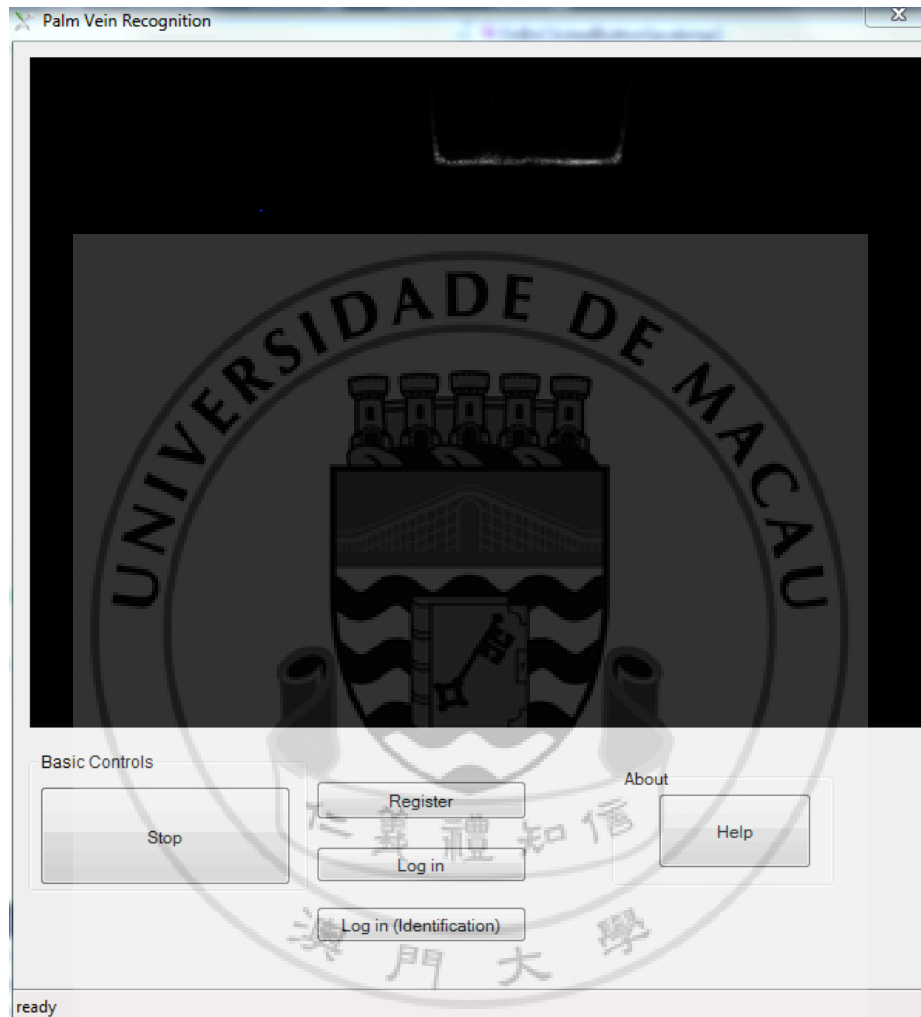 Palm Vein Recognition
UNIVERSIDADE DE MACAU
Basic Controls
Stop
Register
Log in
Log in (Identification)
About
Help
仁義禮知信
澳門大學
ready